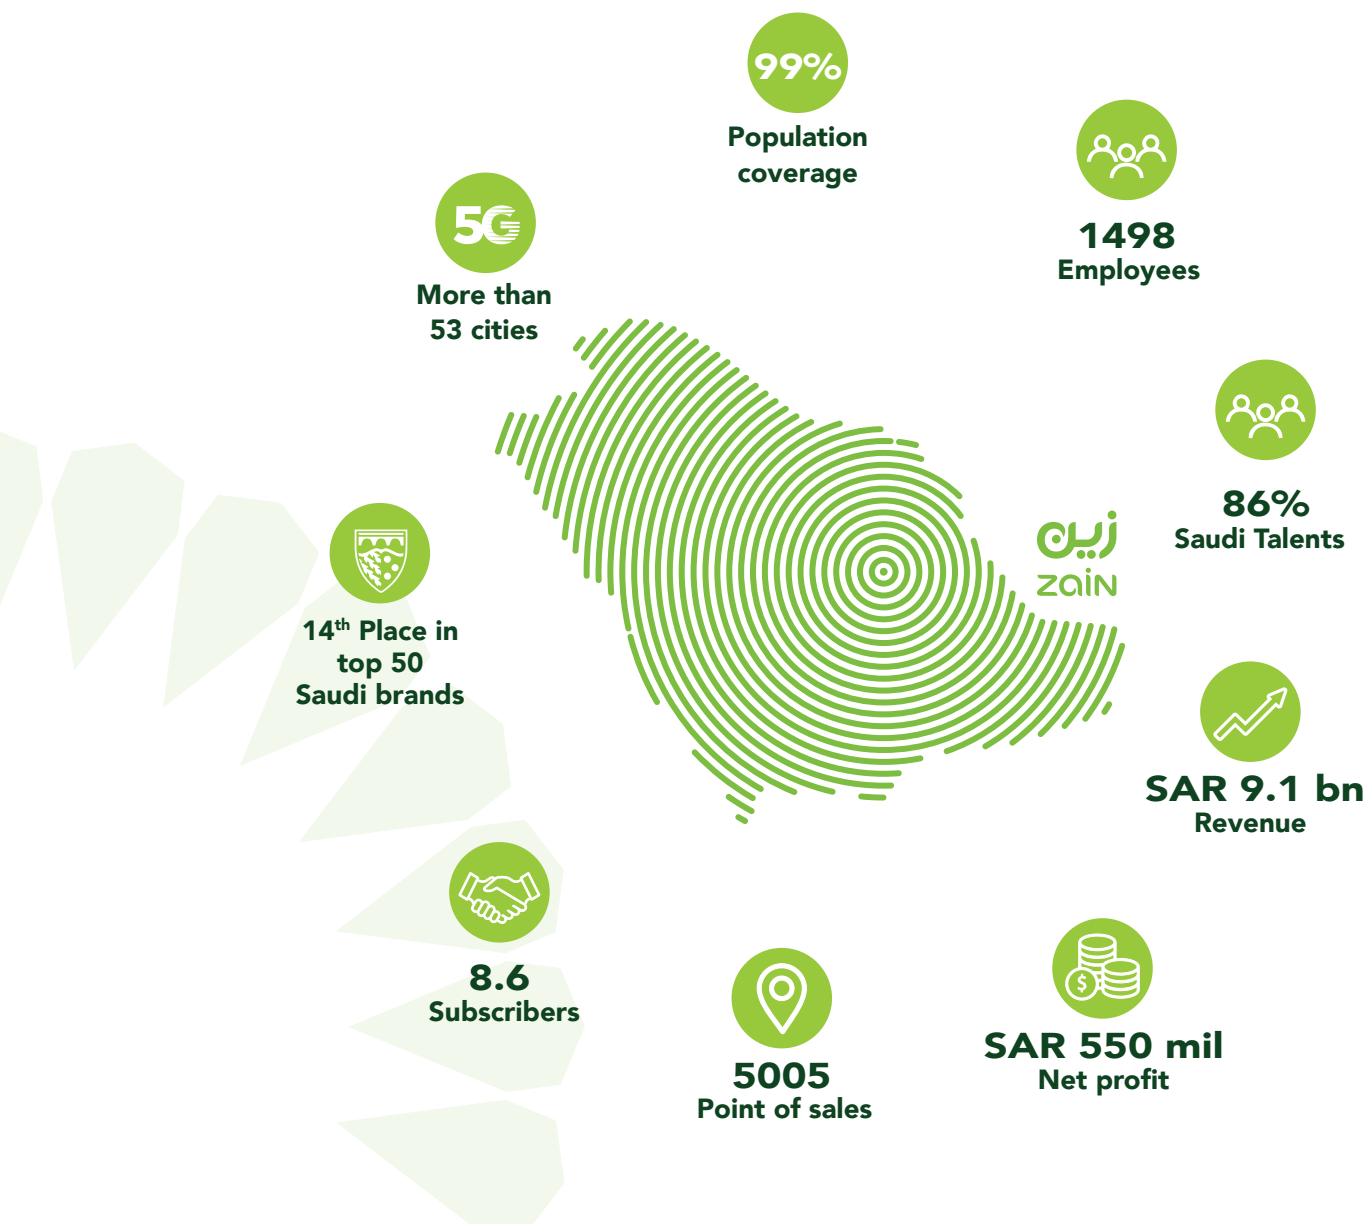 99%
Population
coverage
1498
Employees
5G
More than
53 cities
86%
Saudi Talents
زين
zain
14th Place in
top 50
Saudi brands
SAR 9.1 bn
Revenue
8.6
Subscribers
$
SAR 550 mil
Net profit
5005
Point of sales